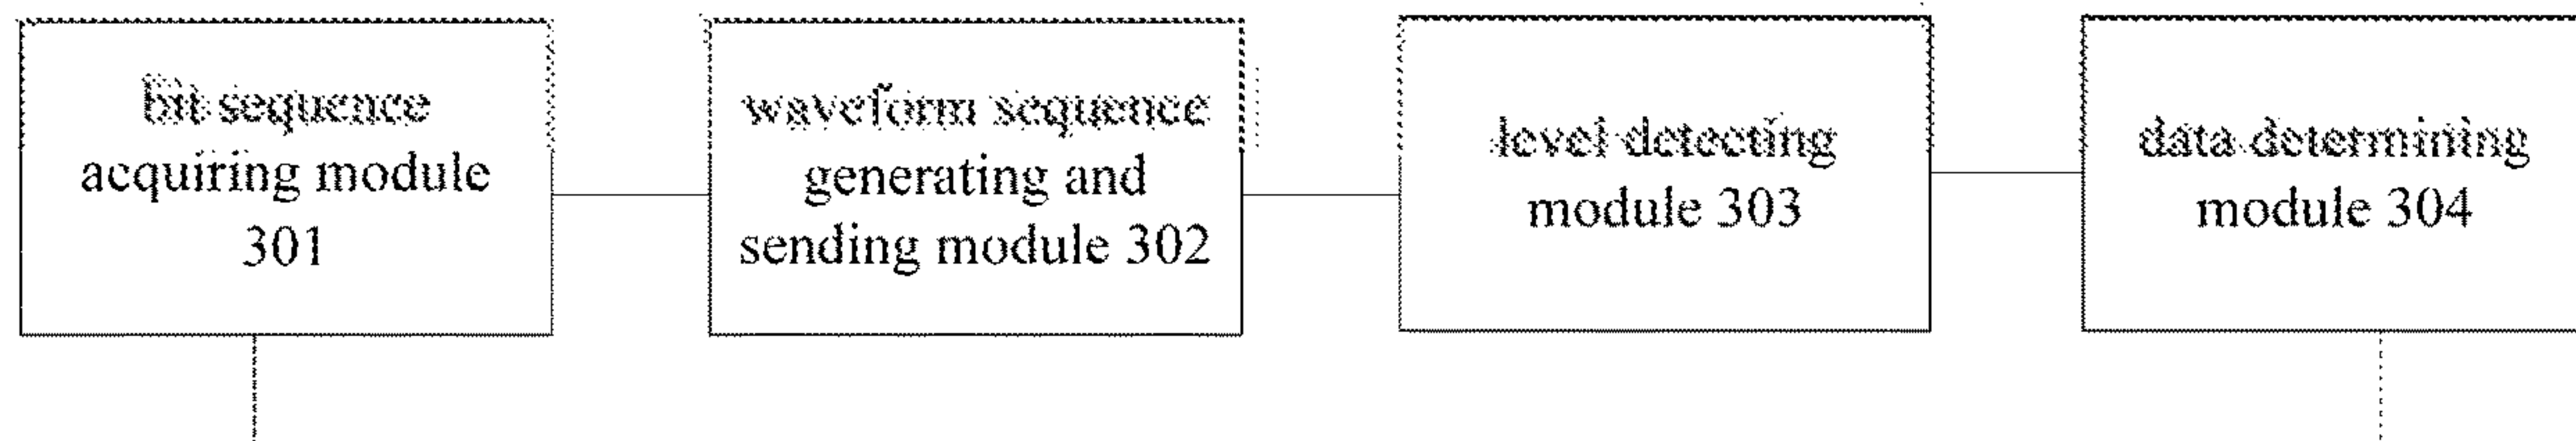 bit sequence
acquiring module
301
waveform sequence
generating and
sending module 302
level detecting
module 303
data determining
module 304